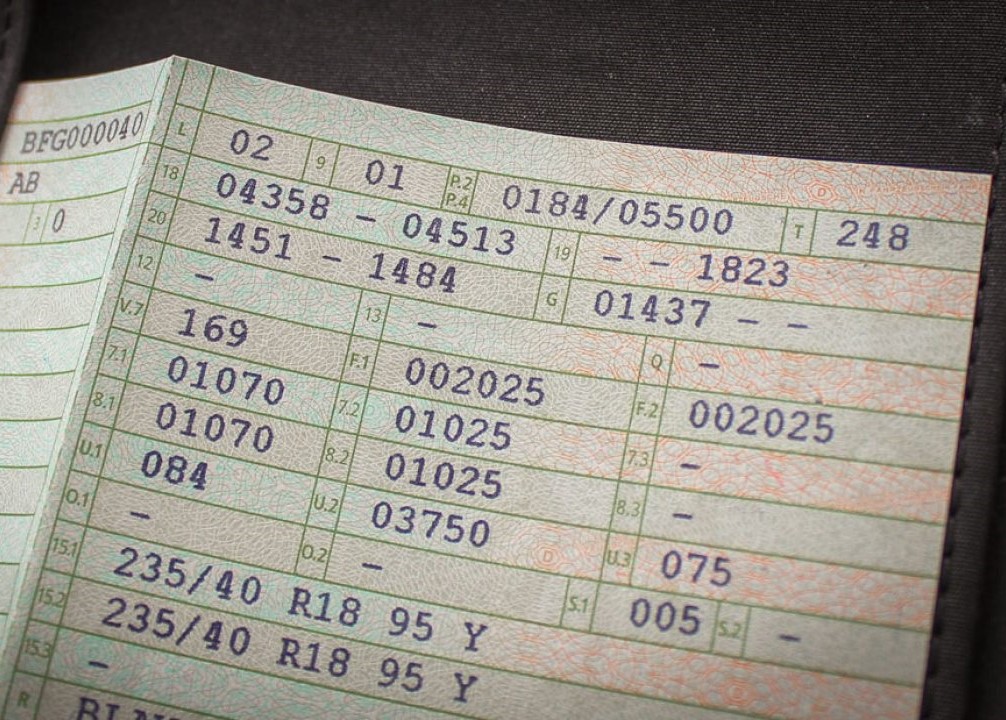 BFG000040
AB
3 0
L 02 9 01 P.2 P.4 0184/05500 T 248
18 04358 - 04513 19 - - 1823
20 1451 - 1484 G 01437 - -
12 - 13 - Q -
V.7 169 F.1 002025 F.2 002025
7.1 01070 7.2 01025 7.3 -
8.1 01070 8.2 01025 8.3 -
U.1 084 U.2 03750 U.3 075
O.1 - O.2 - S.1 005 S.2 -
15.1 235/40 R18 95 Y
15.2 235/40 R18 95 Y
15.3 -
R